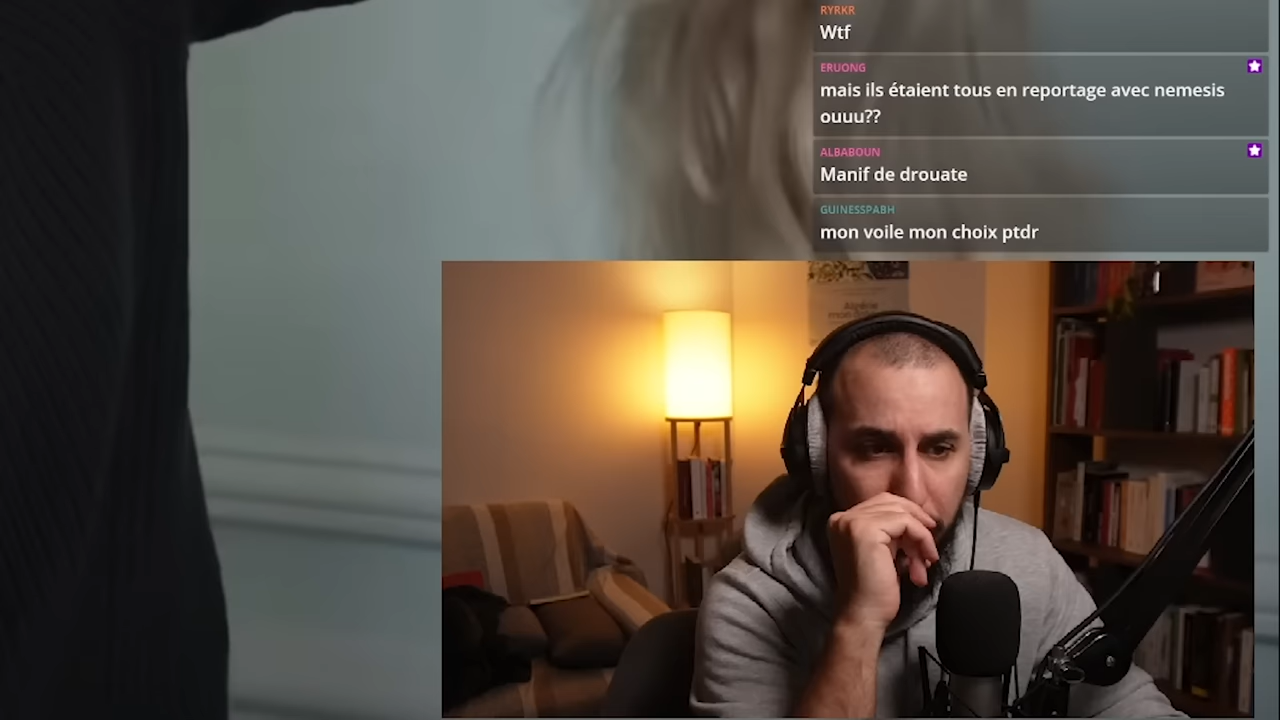 RYRKR
Wtf
ERUONG
mais ils étaient tous en reportage avec nemesis
ouuu??
ALBABOUN
Manif de drouate
GUINESSPABH
mon voile mon choix ptdr